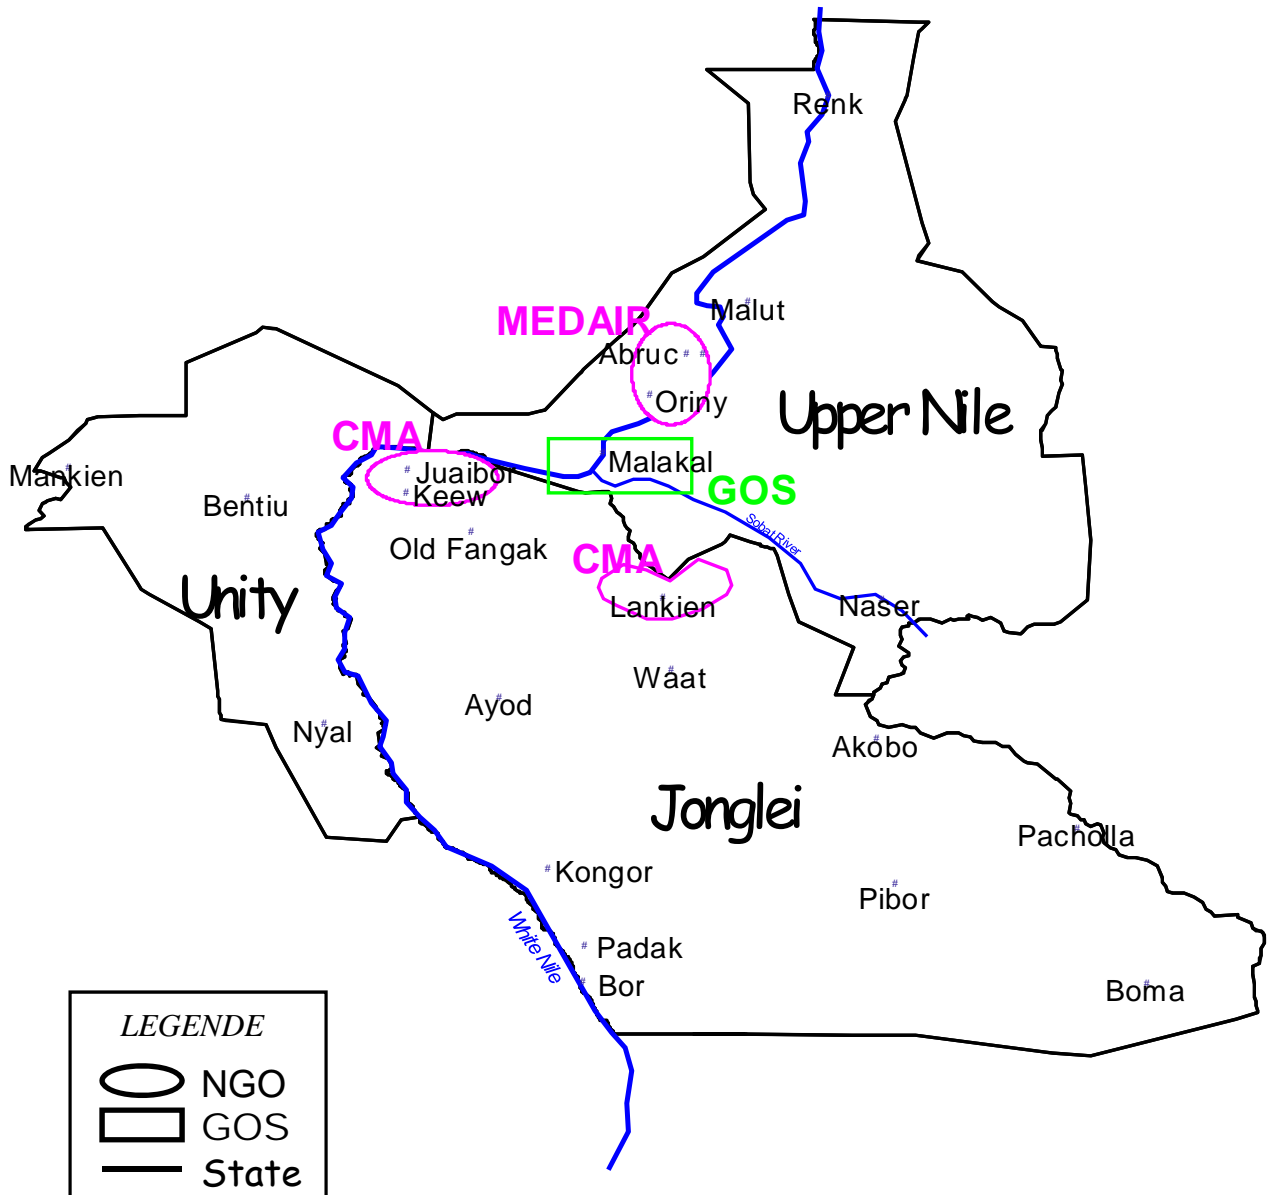 Renk
Malut
MEDAIR
Abruc
Oriny
Upper Nile
CMA
Malakal
Mankien
Juaibor
Keew
GOS
Bentiu
Sobat River
Old Fangak
CMA
Unity
Lankien
Naser
Waat
Ayod
Nyal
Akobo
Jonglei
Pacholla
Kongor
Pibor
White Nile
Padak
Bor
Boma
LEGENDE
NGO
GOS
State